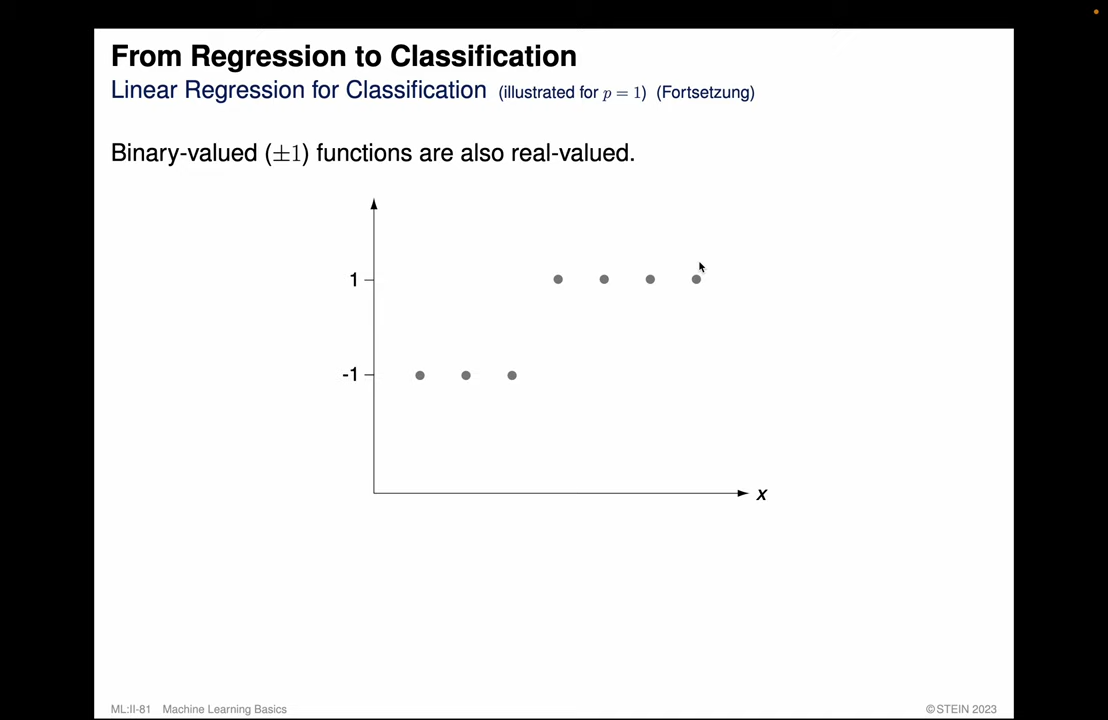 From Regression to Classification
Linear Regression for Classification (illustrated for p = 1) (Fortsetzung)
Binary-valued (±1) functions are also real-valued.
1
-1
x
ML:II-81 Machine Learning Basics
©STEIN 2023